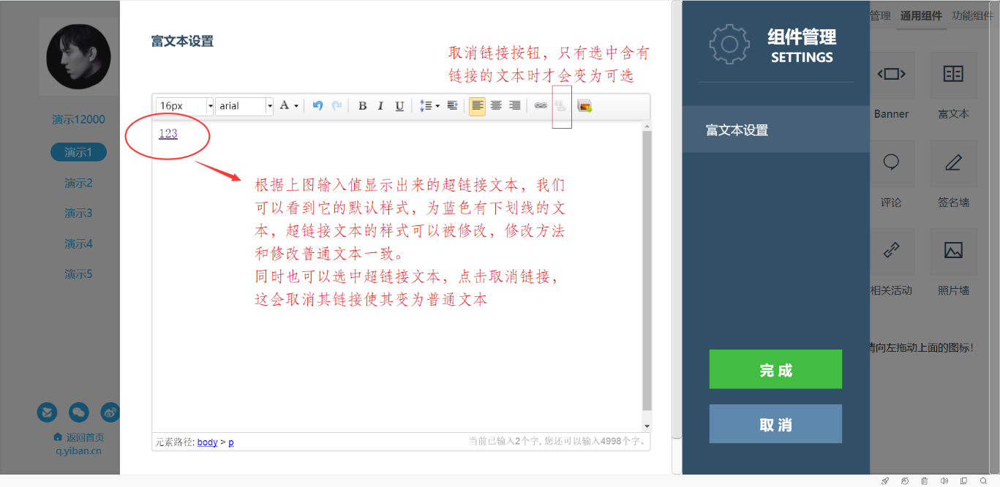 管理 通用组件 功能组件
富文本设置
组件管理
SETTINGS
取消链接按钮，只有选中含有
链接的文本时才会变为可选
16px arial A B I U
Banner 富文本
演示12000
123
富文本设置
演示1
演示2
演示3
演示4
演示5
根据上图输入值显示出来的超链接文本，我们
可以看到它的默认样式，为蓝色有下划线的文
本，超链接文本的样式可以被修改，修改方法
和修改普通文本一致。
同时也可以选中超链接文本，点击取消链接，
这会取消其链接使其变为普通文本
评论 签名墙
相关活动 照片墙
请向左拖动上面的图标！
完 成
取 消
返回首页
q.yiban.cn
元素路径: body > p
当前已输入2个字, 您还可以输入4998个字。